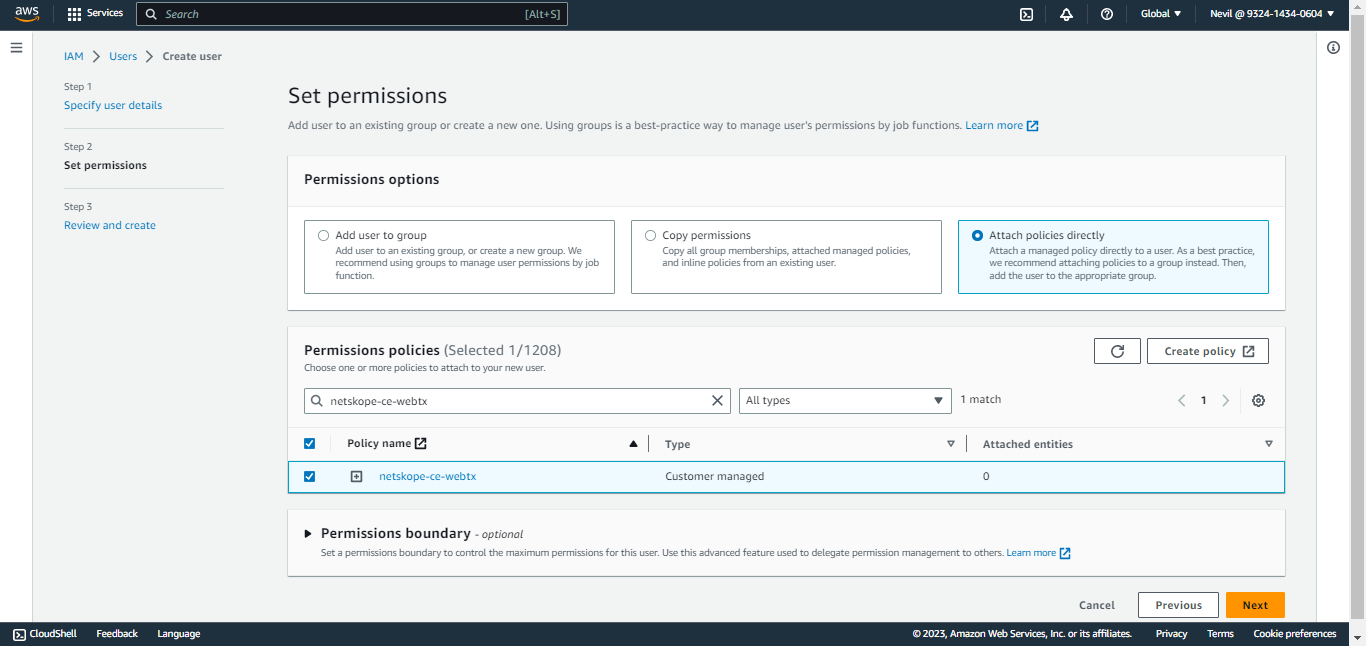 aws
Services
Search
[Alt+S]
Global
Nevil @ 9324-1434-0604
IAM
Users
Create user
Step 1
Specify user details
Step 2
Set permissions
Step 3
Review and create
Set permissions
Add user to an existing group or create a new one. Using groups is a best-practice way to manage user's permissions by job functions. Learn more
Permissions options
Add user to group
Add user to an existing group, or create a new group. We
recommend using groups to manage user permissions by job
function.
Copy permissions
Copy all group memberships, attached managed policies,
and inline policies from an existing user.
Attach policies directly
Attach a managed policy directly to a user. As a best practice,
we recommend attaching policies to a group instead. Then,
add the user to the appropriate group.
Permissions policies (Selected 1/1208)
Choose one or more policies to attach to your new user.
Create policy
netskope-ce-webtx
All types
1 match
1
Policy name
Type
Attached entities
netskope-ce-webtx
Customer managed
0
Permissions boundary - optional
Set a permissions boundary to control the maximum permissions for this user. Use this advanced feature used to delegate permission management to others. Learn more
Cancel
Previous
Next
CloudShell
Feedback
Language
© 2023, Amazon Web Services, Inc. or its affiliates.
Privacy
Terms
Cookie preferences